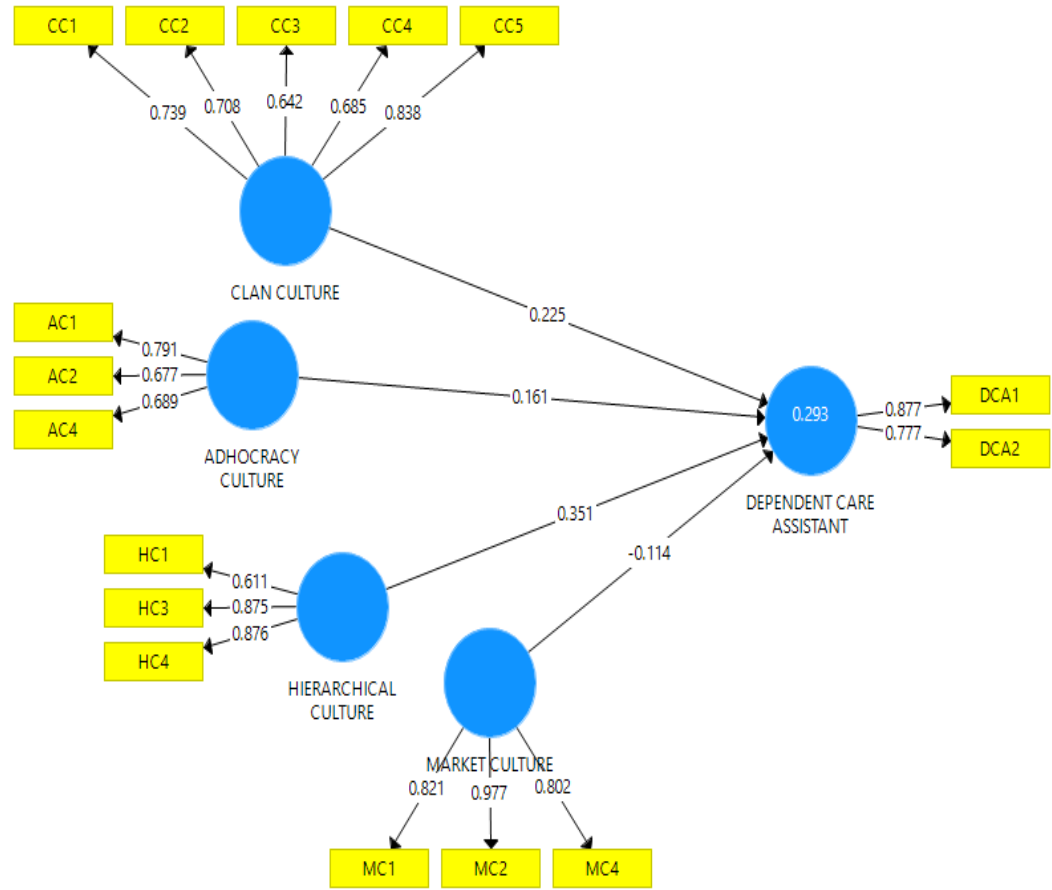 CC1 CC2 CC3 CC4 CC5
0.739 0.708 0.642 0.685 0.838
CLAN CULTURE
0.225
AC1
AC2
AC4
0.791
0.677
0.689
ADHOCRACY
CULTURE
0.161
0.293
0.877
0.777
DCA1
DCA2
DEPENDENT CARE
ASSISTANT
HC1
HC3
HC4
0.611
0.875
0.876
HIERARCHICAL
CULTURE
0.351
-0.114
MARKET CULTURE
0.821 0.977 0.802
MC1 MC2 MC4